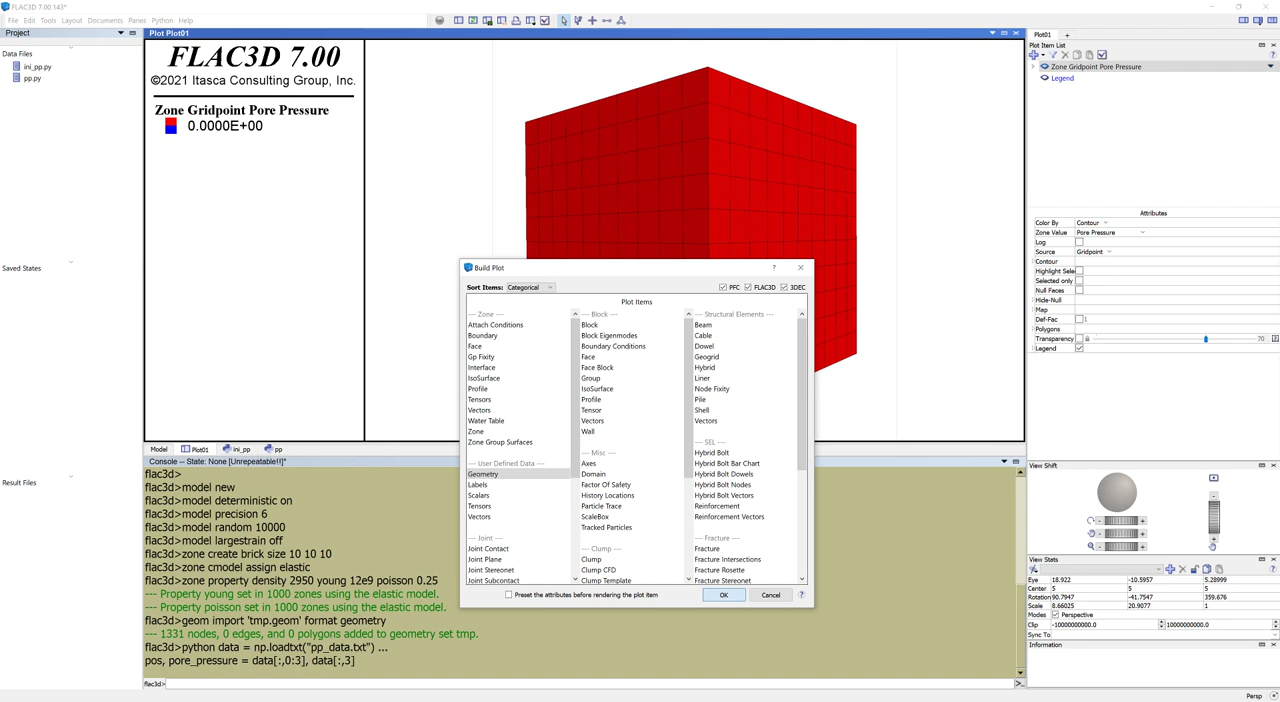 FLAC3D 7.00.143*
File Edit Tools Layout Documents Panes Python Help
Project
Data Files
ini_pp.py
pp.py
Saved States
Result Files
Plot Plot01
FLAC3D 7.00
©2021 Itasca Consulting Group, Inc.
Zone Gridpoint Pore Pressure
0.0000E+00
Build Plot
?
Sort Items: Categorical
PFC FLAC3D 3DEC
Plot Items
--- Zone ---
Attach Conditions
Boundary
Face
Gp Fixity
Interface
IsoSurface
Profile
Tensors
Vectors
Water Table
Zone
Zone Group Surfaces
--- User Defined Data ---
Geometry
Labels
Scalars
Tensors
Vectors
--- Joint ---
Joint Contact
Joint Plane
Joint Stereonet
Joint Subcontact
--- Block ---
Block
Block Eigenmodes
Boundary Conditions
Face
Face Block
Group
IsoSurface
Profile
Tensor
Vectors
Wall
--- Misc ---
Axes
Domain
Factor Of Safety
History Locations
Particle Trace
ScaleBox
Tracked Particles
--- Clump ---
Clump
Clump CFD
Clump Template
--- Structural Elements ---
Beam
Cable
Dowel
Geogrid
Hybrid
Liner
Node Fixity
Pile
Shell
Vectors
--- SEL ---
Hybrid Bolt
Hybrid Bolt Bar Chart
Hybrid Bolt Dowels
Hybrid Bolt Nodes
Hybrid Bolt Vectors
Reinforcement
Reinforcement Vectors
--- Fracture ---
Fracture
Fracture Intersections
Fracture Rosette
Fracture Stereonet
Preset the attributes before rendering the plot item
OK
Cancel
?
Model Plot01 ini_pp pp
Console -- State: None [Unrepeatable!!]*
flac3d>
flac3d>model new
flac3d>model deterministic on
flac3d>model precision 6
flac3d>model random 10000
flac3d>model largestrain off
flac3d>zone create brick size 10 10 10
flac3d>zone cmodel assign elastic
flac3d>zone property density 2950 young 12e9 poisson 0.25
--- Property young set in 1000 zones using the elastic model.
--- Property poisson set in 1000 zones using the elastic model.
flac3d>geom import 'tmp.geom' format geometry
--- 1331 nodes, 0 edges, and 0 polygons added to geometry set tmp.
flac3d>python data = np.loadtxt("pp_data.txt") ...
pos, pore_pressure = data[:,0:3], data[:,3]
flac3d>
Plot01
+
Plot Item List
?
Zone Gridpoint Pore Pressure
Legend
Attributes
Color By Contour
Zone Value Pore Pressure
Log
Source Gridpoint
Contour
Highlight Sele
Selected only
Null Faces
Hide-Null
Map
Def-Fac 1
Polygons
Transparency 70
Legend
View Shift
View Stats
Eye 18.922 -10.5957 5.28999
Center 5 5 5
Rotation 90.7947 -41.7547 359.676
Scale 8.66025 20.9077 1
Mode Perspective
Clip -10000000000.0 10000000000.0
Sync To
Information
Persp